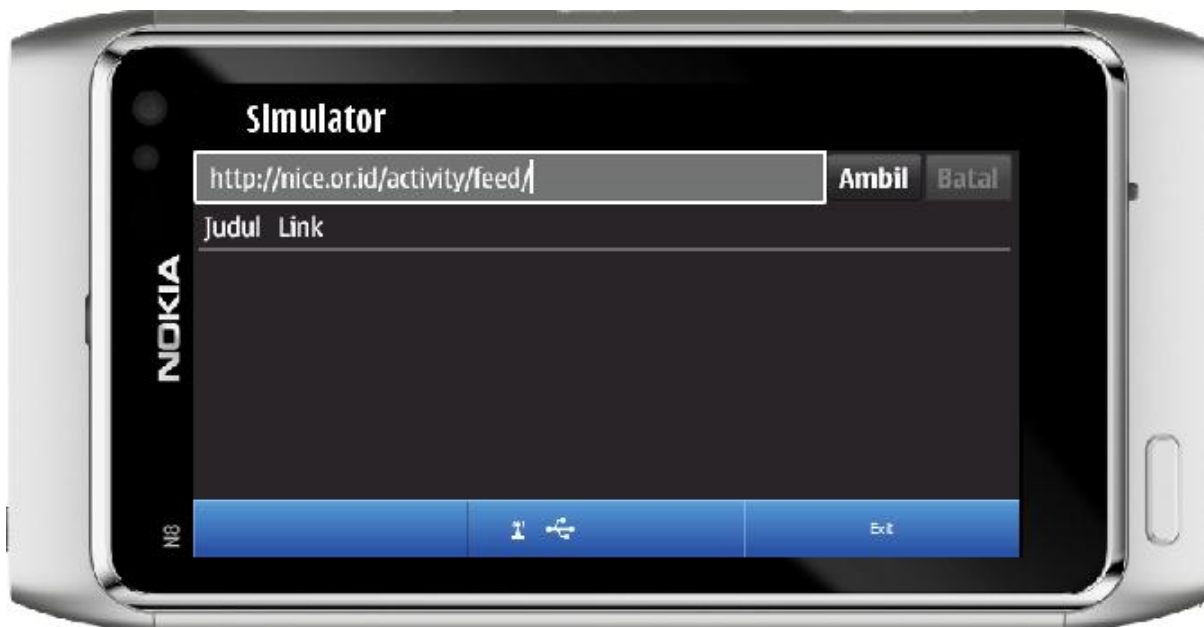 Simulator
http://nice.or.id/activity/feed/
Ambil Batal
Judul Link
NOKIA
N8
Exit